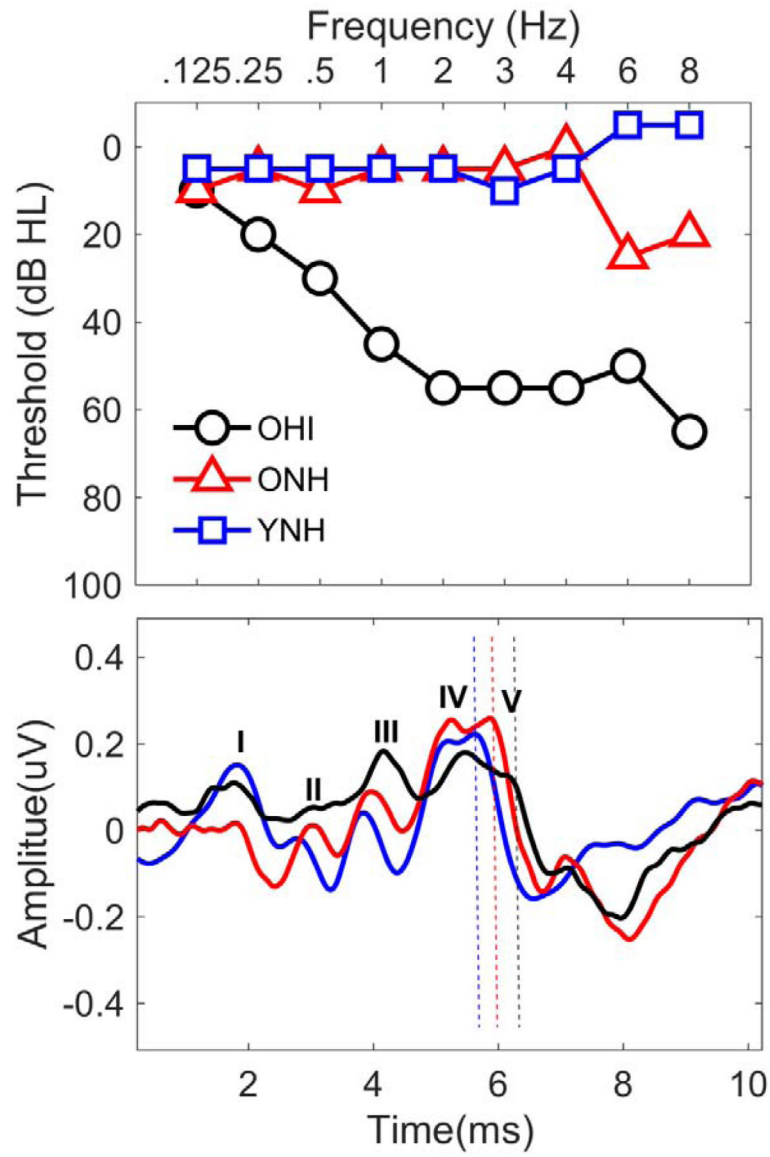 Frequency (Hz)
.125 .25 .5 1 2 3 4 6 8
Threshold (dB HL)
0
20
40
60
80
100
OHI
ONH
YNH
Amplitue(uV)
0.4
0.2
0
-0.2
-0.4
I
II
III
IV
V
2 4 6 8 10
Time(ms)